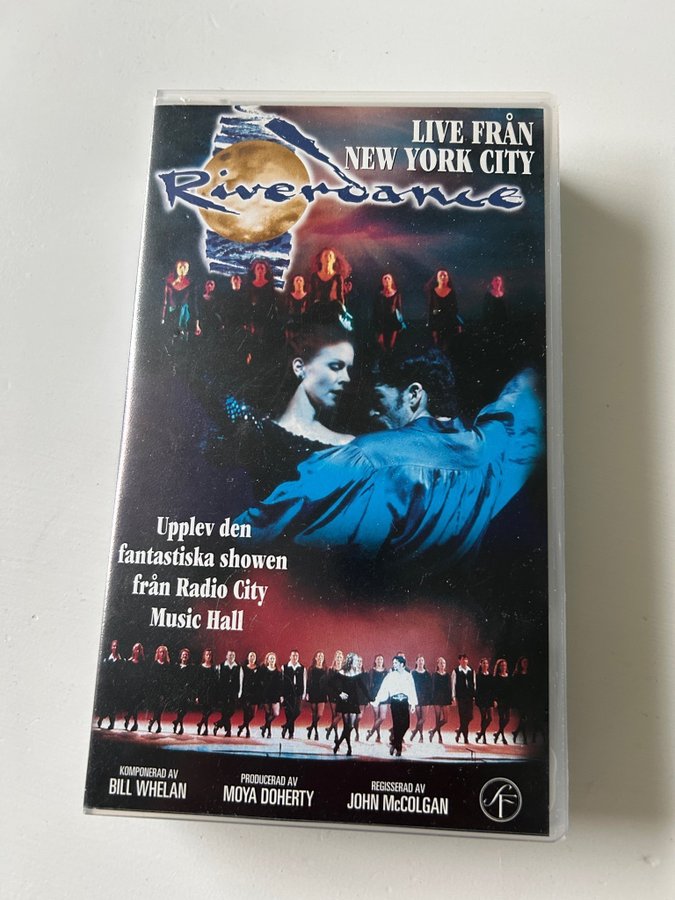 LIVE FRÅN
NEW YORK CITY
Riverdance
Upplev den
fantastiska showen
från Radio City
Music Hall
KOMPONERAD AV
BILL WHELAN
PRODUCERAD AV
MOYA DOHERTY
REGISSERAD AV
JOHN McCOLGAN
SF